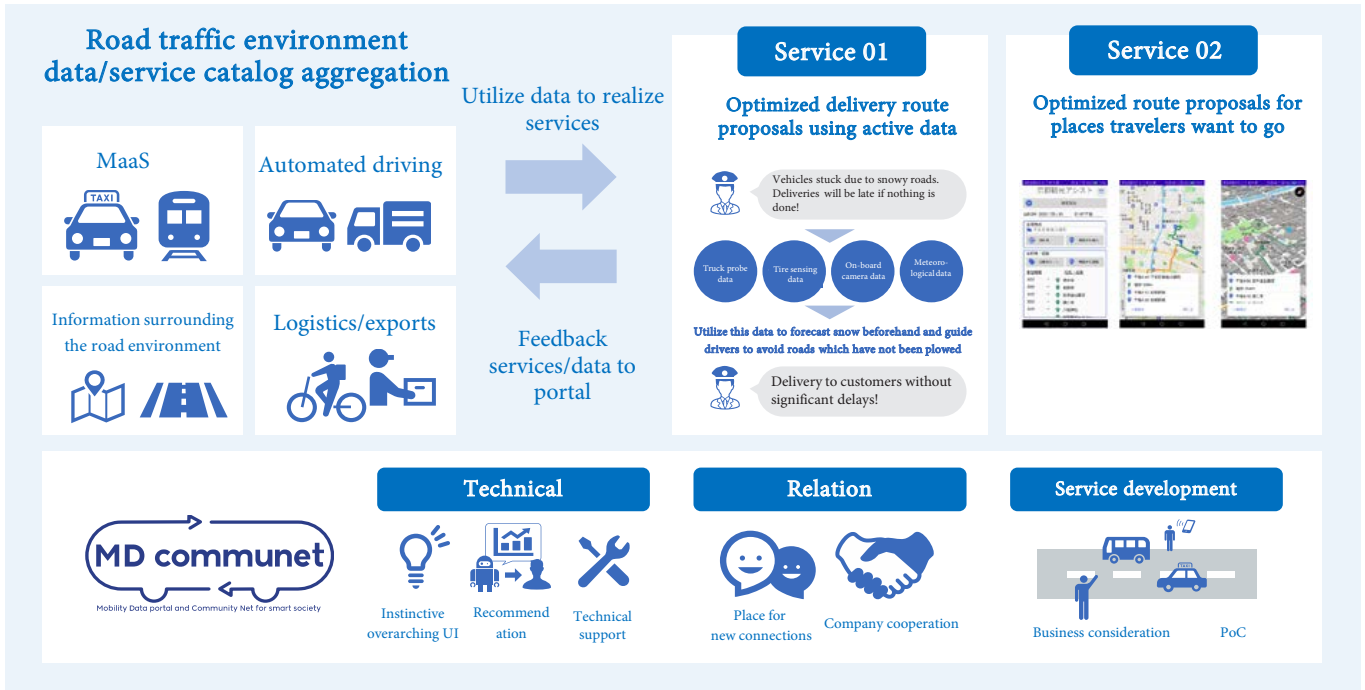 Road traffic environment
data/service catalog aggregation
MaaS
TAXI
Automated driving
Information surrounding
the road environment
Logistics/exports
Utilize data to realize
services
Feedback
services/data to
portal
Service 01
Optimized delivery route
proposals using active data
Vehicles stuck due to snowy roads.
Deliveries will be late if nothing is
done!
Truck probe
data
Tire sensing
data
On-board
camera data
Meteoro-
logical data
Utilize this data to forecast snow beforehand and guide
drivers to avoid roads which have not been plowed
Delivery to customers without
significant delays!
Service 02
Optimized route proposals for
places travelers want to go
MD communet
Mobility Data portal and Community Net for smart society
Technical
Instinctive
overarching UI
Recommend
ation
Technical
support
Relation
Place for
new connections
Company cooperation
Service development
TAXI
Business consideration
PoC